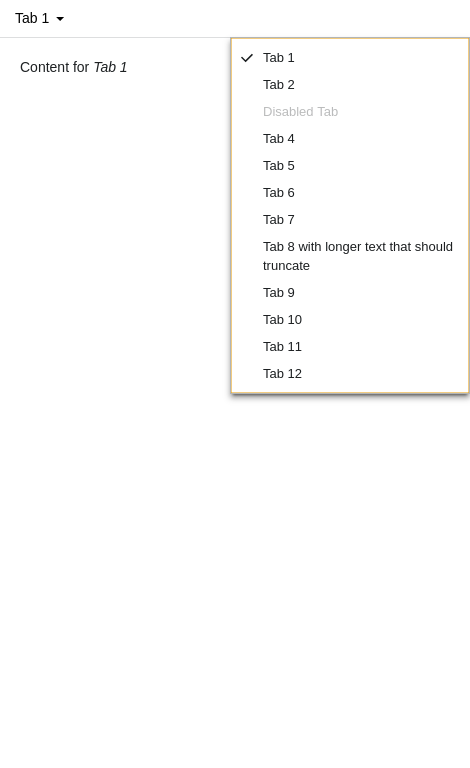 Tab 1
Content for Tab 1
Tab 1
Tab 2
Disabled Tab
Tab 4
Tab 5
Tab 6
Tab 7
Tab 8 with longer text that should
truncate
Tab 9
Tab 10
Tab 11
Tab 12